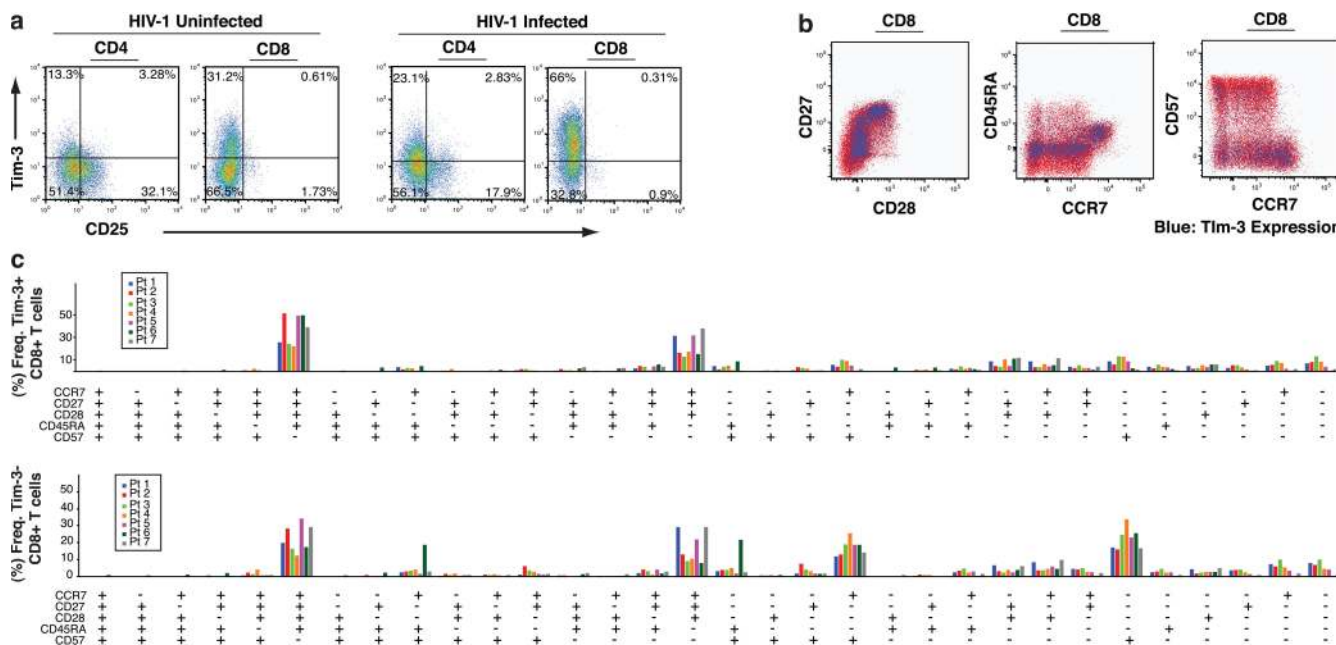 a
HIV-1 Uninfected
HIV-1 Infected
CD4
CD8
CD4
CD8
13.3%
3.28%
31.2%
0.61%
23.1%
2.83%
66%
0.31%
51.4%
32.1%
66.5%
1.73%
56.1%
17.9%
32.8%
0.9%
Tim-3
CD25
b
CD8
CD8
CD8
CD27
CD28
CD45RA
CCR7
CD57
CCR7
Blue: TIm-3 Expression
c
(%) Freq. Tim-3+
CD8+ T cells
50
30
10
Pt 1
Pt 2
Pt 3
Pt 4
Pt 5
Pt 6
Pt 7
CCR7
CD27
CD28
CD45RA
CD57
(%) Freq. Tim-3-
CD8+ T cells
50
40
30
20
10
0
Pt 1
Pt 2
Pt 3
Pt 4
Pt 5
Pt 6
Pt 7
CCR7
CD27
CD28
CD45RA
CD57